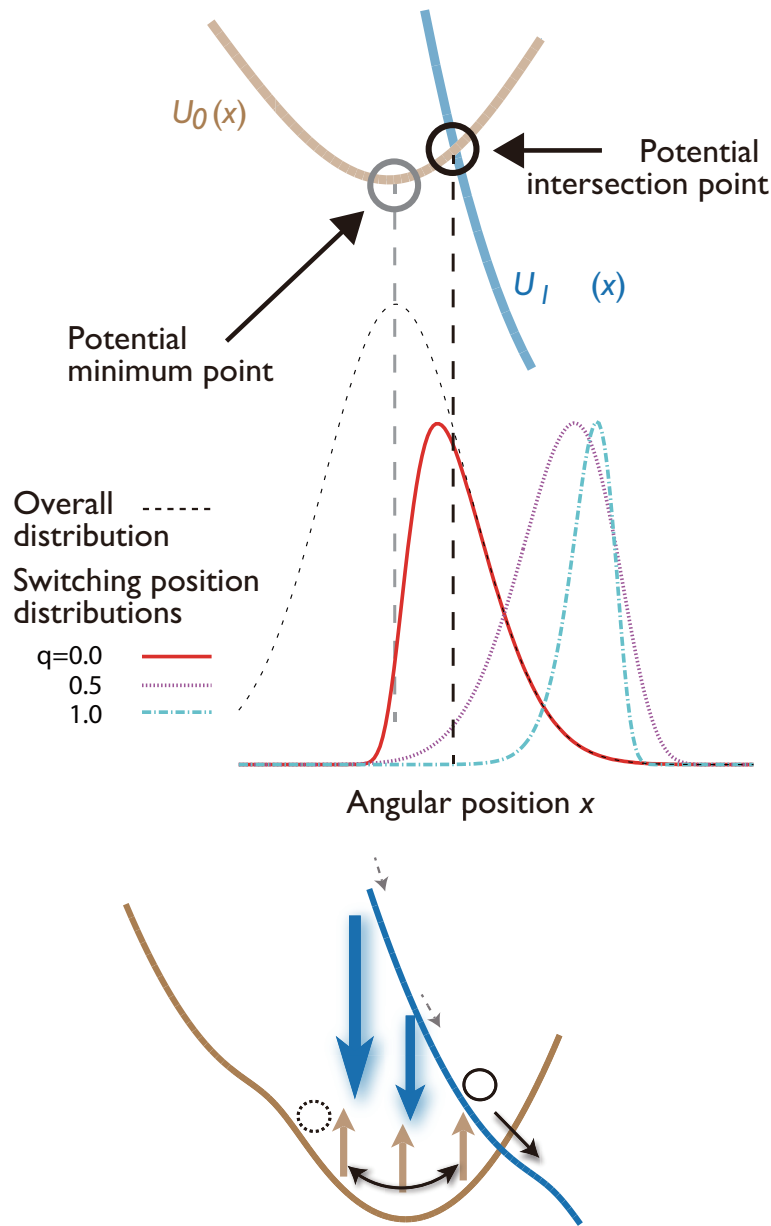 U0 (x)
Potential
intersection point
UI (x)
Potential
minimum point
Overall
distribution
Switching position
distributions
q=0.0
0.5
1.0
Angular position x